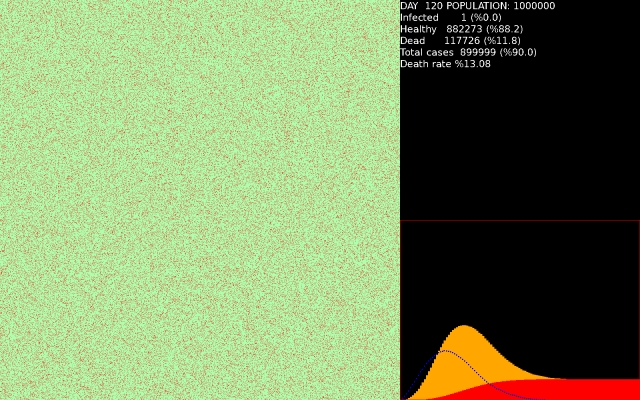 DAY 120 POPULATION: 1000000
Infected 1 (%0.0)
Healthy 882273 (%88.2)
Dead 117726 (%11.8)
Total cases 899999 (%90.0)
Death rate %13.08